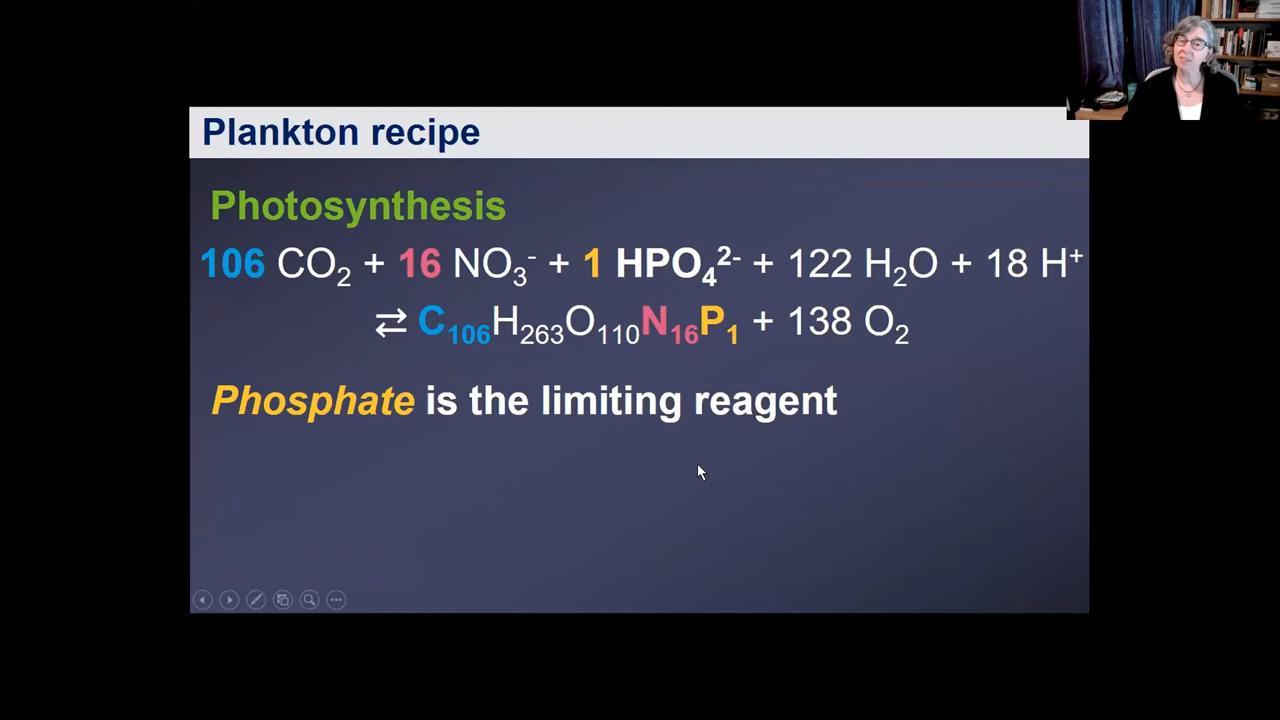 Plankton recipe
Photosynthesis
106 CO₂ + 16 NO₃⁻ + 1 HPO₄²⁻ + 122 H₂O + 18 H⁺
⇄ C₁₀₆H₂₆₃O₁₁₀N₁₆P₁ + 138 O₂
Phosphate is the limiting reagent